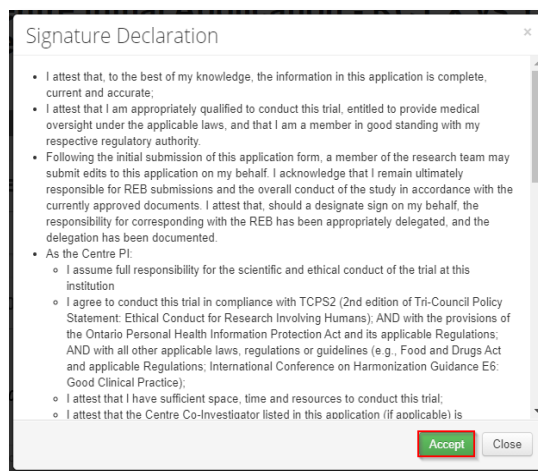 Signature Declaration
×
• I attest that, to the best of my knowledge, the information in this application is complete,
current and accurate;
• I attest that I am appropriately qualified to conduct this trial, entitled to provide medical
oversight under the applicable laws, and that I am a member in good standing with my
respective regulatory authority.
• Following the initial submission of this application form, a member of the research team may
submit edits to this application on my behalf. I acknowledge that I remain ultimately
responsible for REB submissions and the overall conduct of the study in accordance with the
currently approved documents. I attest that, should a designate sign on my behalf, the
responsibility for corresponding with the REB has been appropriately delegated, and the
delegation has been documented.
• As the Centre PI:
o I assume full responsibility for the scientific and ethical conduct of the trial at this
institution
o I agree to conduct this trial in compliance with TCPS2 (2nd edition of Tri-Council Policy
Statement: Ethical Conduct for Research Involving Humans); AND with the provisions of
the Ontario Personal Health Information Protection Act and its applicable Regulations;
AND with all other applicable laws, regulations or guidelines (e.g., Food and Drugs Act
and applicable Regulations; International Conference on Harmonization Guidance E6:
Good Clinical Practice);
o I attest that I have sufficient space, time and resources to conduct this trial;
o I attest that the Centre Co-Investigator listed in this application (if applicable) is
Accept
Close